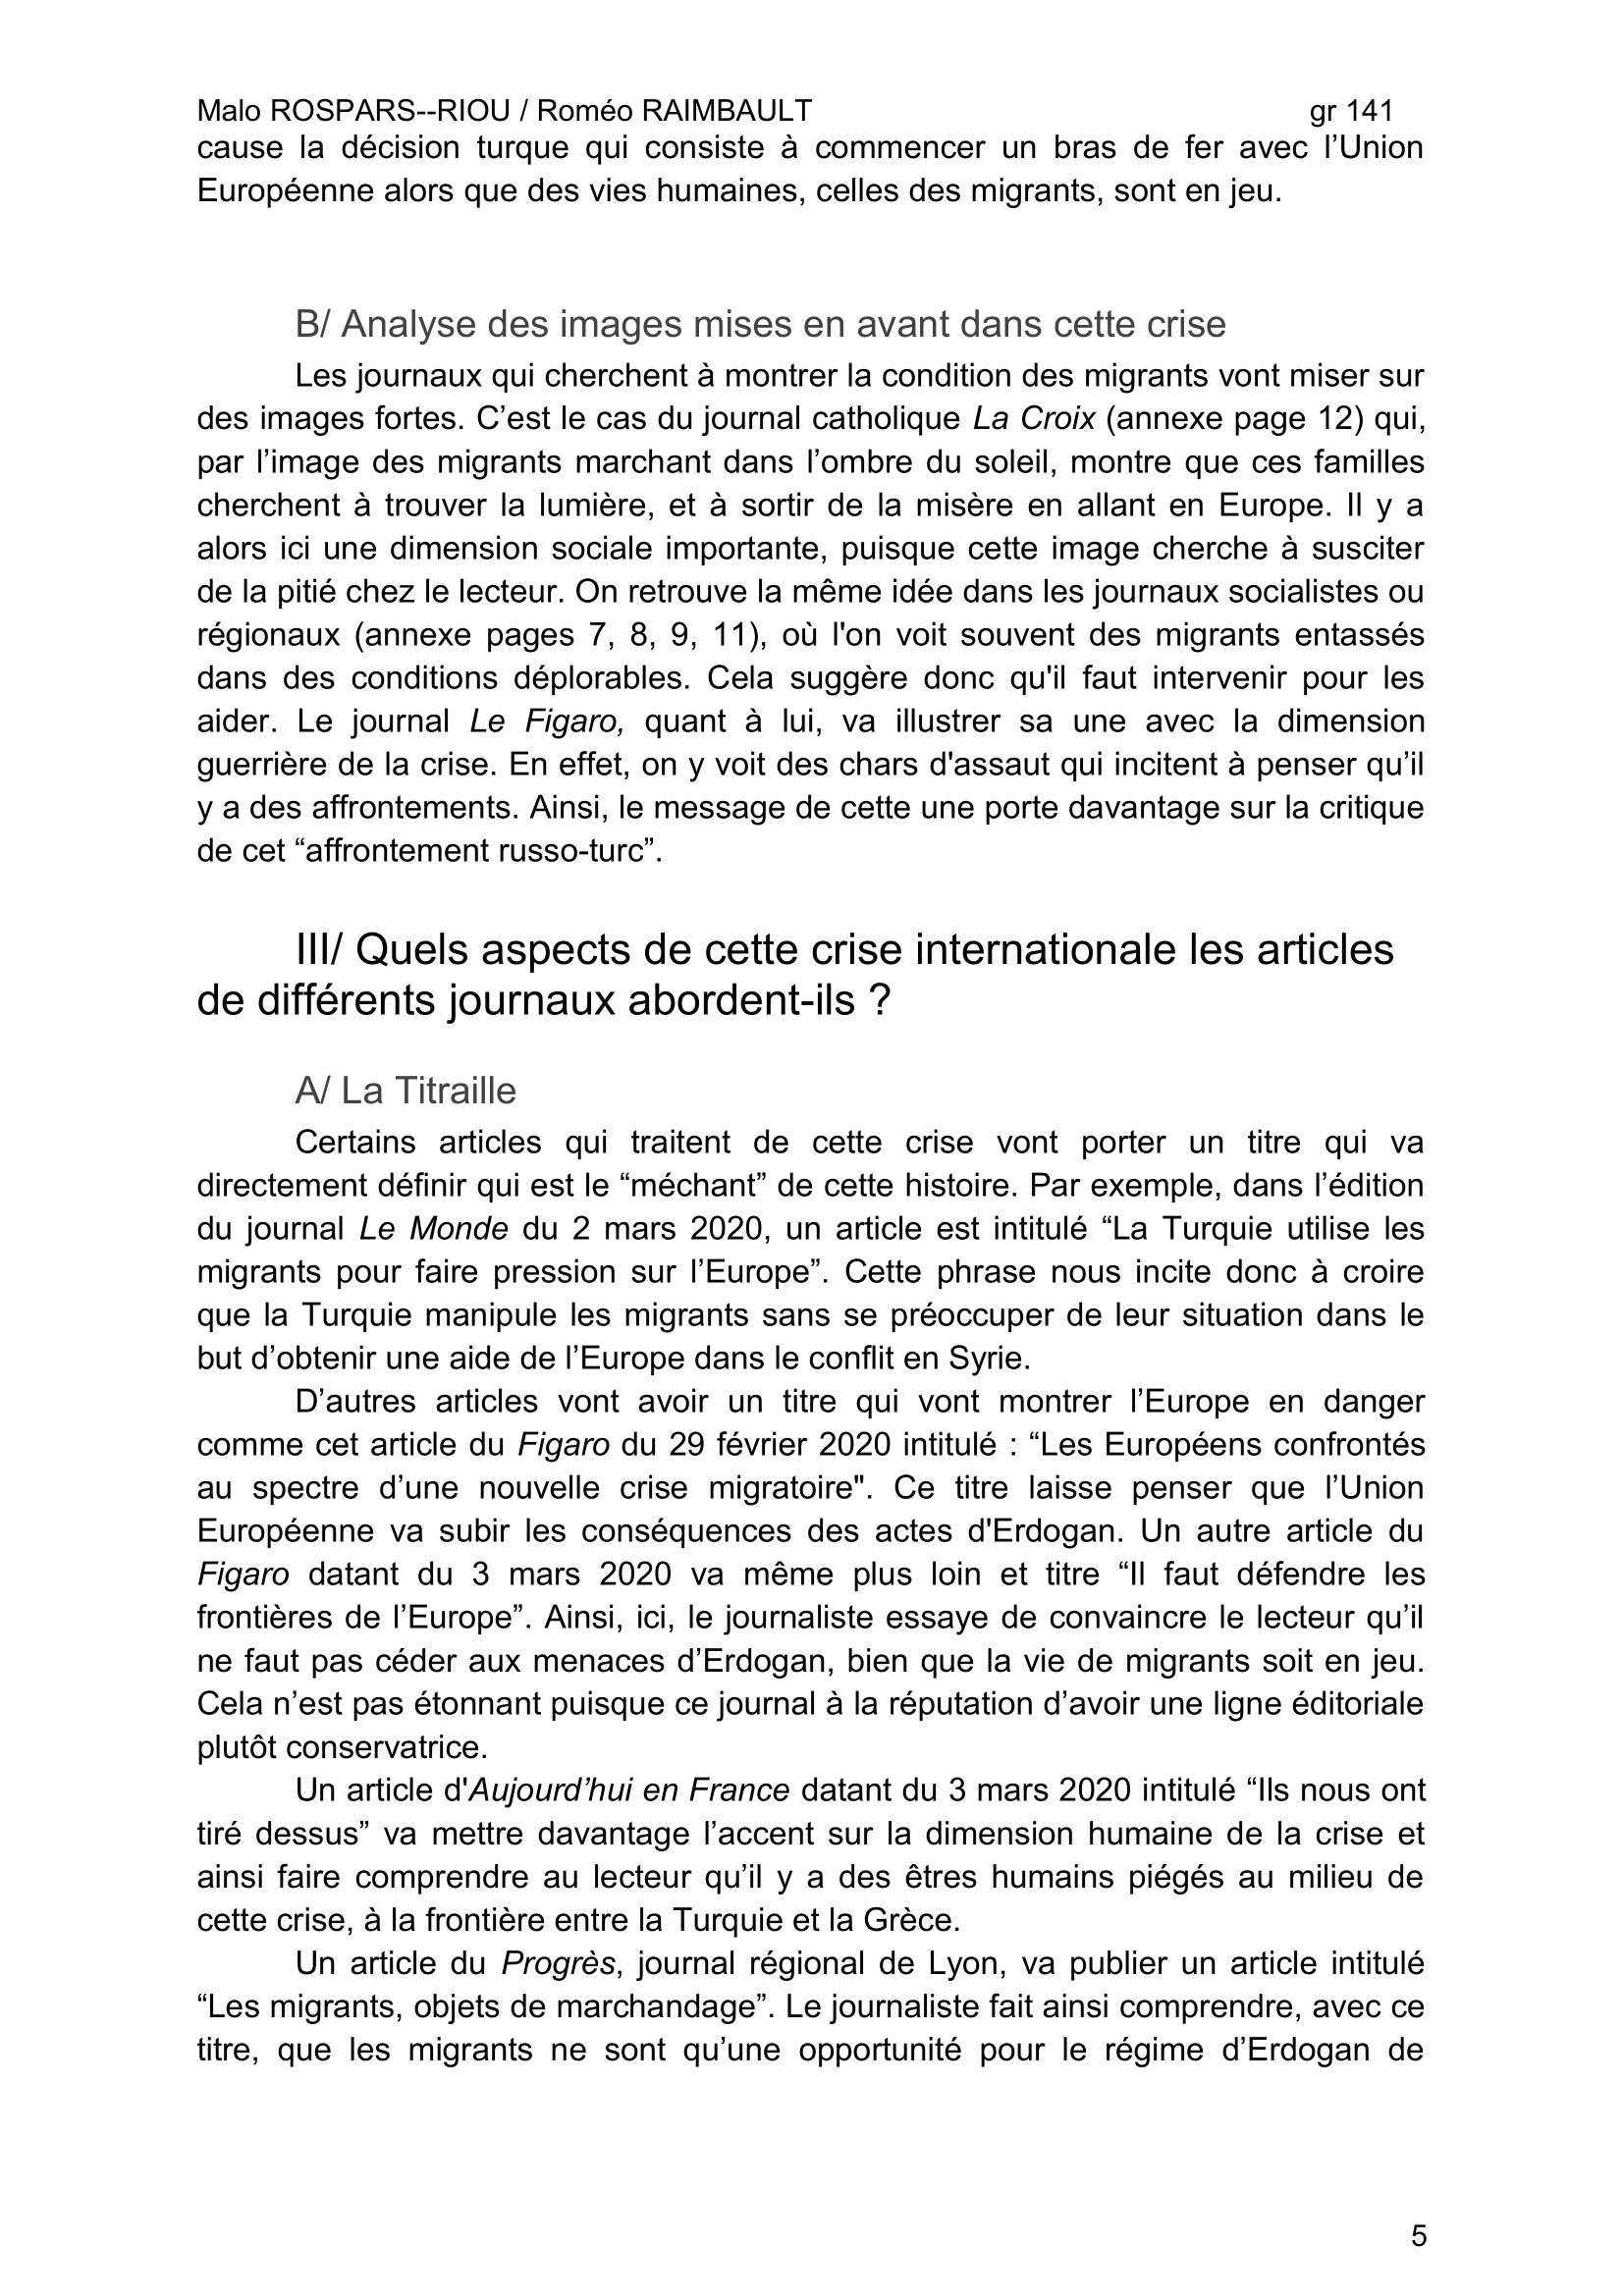 Malo ROSPARS--RIOU / Roméo RAIMBAULT gr 141
cause la décision turque qui consiste à commencer un bras de fer avec l’Union
Européenne alors que des vies humaines, celles des migrants, sont en jeu.
B/ Analyse des images mises en avant dans cette crise
Les journaux qui cherchent à montrer la condition des migrants vont miser sur
des images fortes. C’est le cas du journal catholique La Croix (annexe page 12) qui,
par l’image des migrants marchant dans l’ombre du soleil, montre que ces familles
cherchent à trouver la lumière, et à sortir de la misère en allant en Europe. Il y a
alors ici une dimension sociale importante, puisque cette image cherche à susciter
de la pitié chez le lecteur. On retrouve la même idée dans les journaux socialistes ou
régionaux (annexe pages 7, 8, 9, 11), où l'on voit souvent des migrants entassés
dans des conditions déplorables. Cela suggère donc qu'il faut intervenir pour les
aider. Le journal Le Figaro, quant à lui, va illustrer sa une avec la dimension
guerrière de la crise. En effet, on y voit des chars d'assaut qui incitent à penser qu’il
y a des affrontements. Ainsi, le message de cette une porte davantage sur la critique
de cet “affrontement russo-turc”.
III/ Quels aspects de cette crise internationale les articles
de différents journaux abordent-ils ?
A/ La Titraille
Certains articles qui traitent de cette crise vont porter un titre qui va
directement définir qui est le “méchant” de cette histoire. Par exemple, dans l’édition
du journal Le Monde du 2 mars 2020, un article est intitulé “La Turquie utilise les
migrants pour faire pression sur l’Europe”. Cette phrase nous incite donc à croire
que la Turquie manipule les migrants sans se préoccuper de leur situation dans le
but d’obtenir une aide de l’Europe dans le conflit en Syrie.
D’autres articles vont avoir un titre qui vont montrer l’Europe en danger
comme cet article du Figaro du 29 février 2020 intitulé : “Les Européens confrontés
au spectre d’une nouvelle crise migratoire". Ce titre laisse penser que l’Union
Européenne va subir les conséquences des actes d'Erdogan. Un autre article du
Figaro datant du 3 mars 2020 va même plus loin et titre “Il faut défendre les
frontières de l’Europe”. Ainsi, ici, le journaliste essaye de convaincre le lecteur qu’il
ne faut pas céder aux menaces d’Erdogan, bien que la vie de migrants soit en jeu.
Cela n’est pas étonnant puisque ce journal à la réputation d’avoir une ligne éditoriale
plutôt conservatrice.
Un article d'Aujourd’hui en France datant du 3 mars 2020 intitulé “Ils nous ont
tiré dessus” va mettre davantage l’accent sur la dimension humaine de la crise et
ainsi faire comprendre au lecteur qu’il y a des êtres humains piégés au milieu de
cette crise, à la frontière entre la Turquie et la Grèce.
Un article du Progrès, journal régional de Lyon, va publier un article intitulé
“Les migrants, objets de marchandage”. Le journaliste fait ainsi comprendre, avec ce
titre, que les migrants ne sont qu’une opportunité pour le régime d’Erdogan de
5